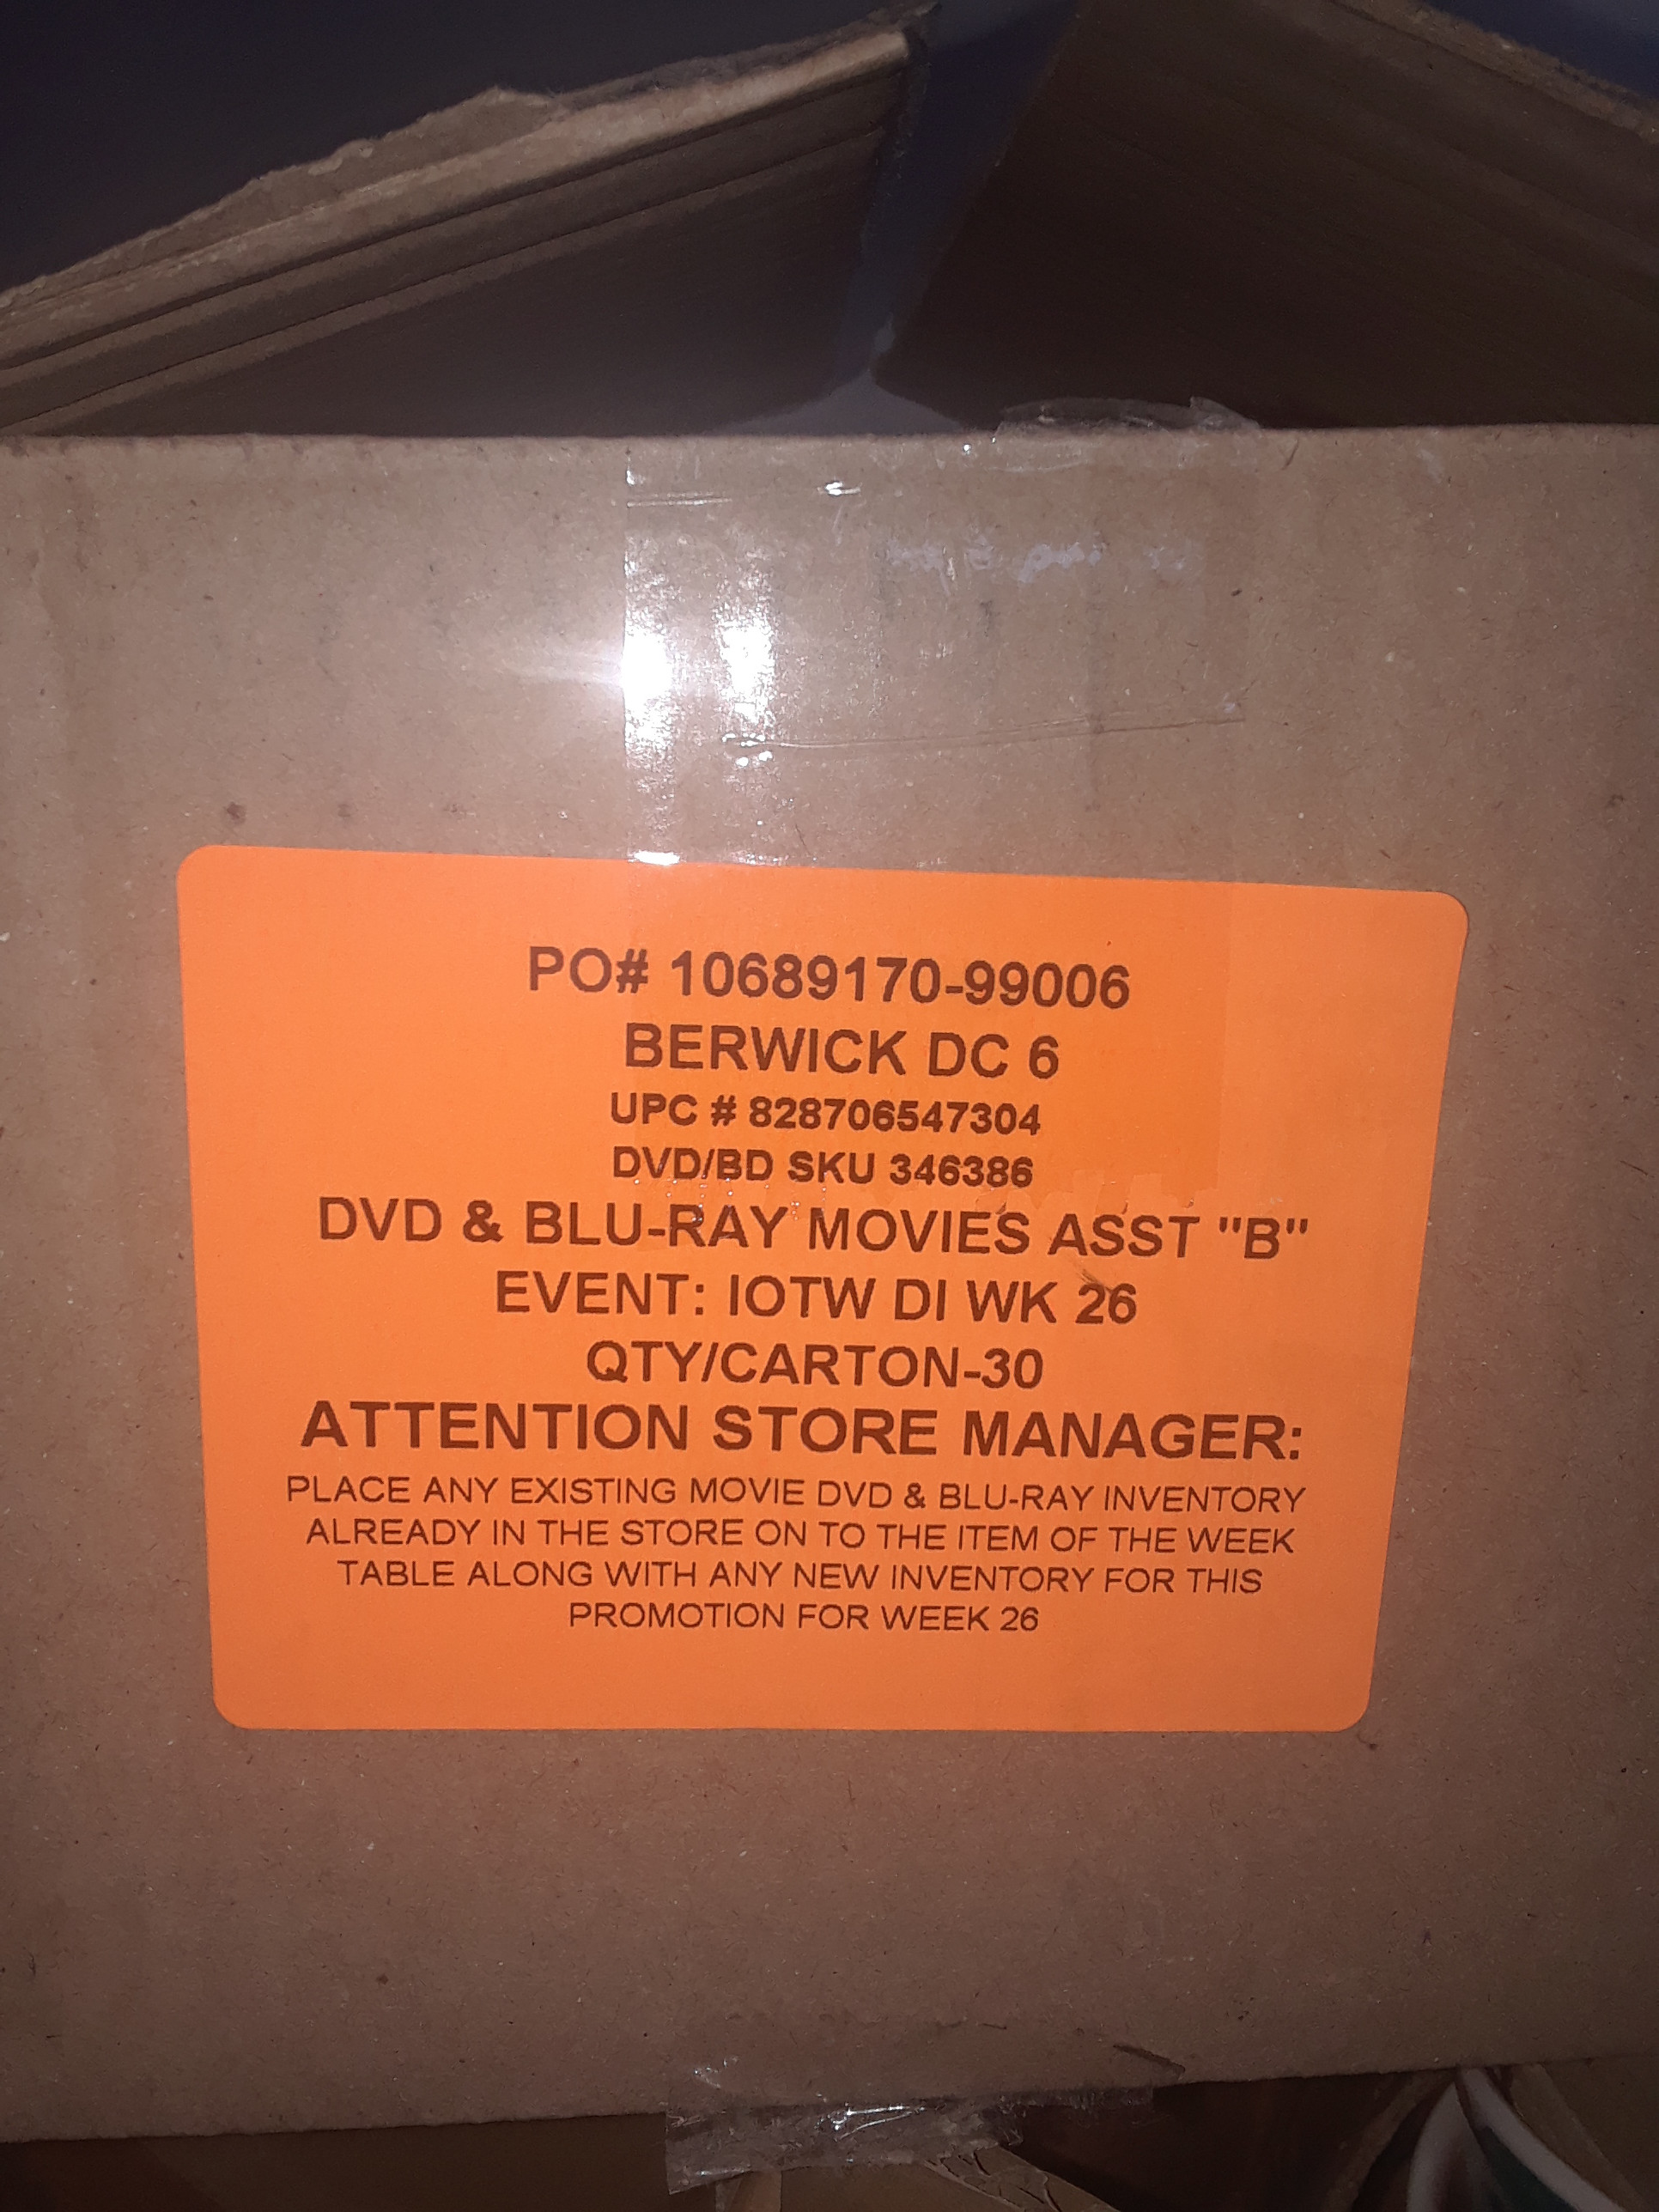 PO# 10689170-99006
BERWICK DC 6
UPC # 828706547304
DVD/BD SKU 346386
DVD & BLU-RAY MOVIES ASST "B"
EVENT: IOTW DI WK 26
QTY/CARTON-30
ATTENTION STORE MANAGER:
PLACE ANY EXISTING MOVIE DVD & BLU-RAY INVENTORY
ALREADY IN THE STORE ON TO THE ITEM OF THE WEEK
TABLE ALONG WITH ANY NEW INVENTORY FOR THIS
PROMOTION FOR WEEK 26